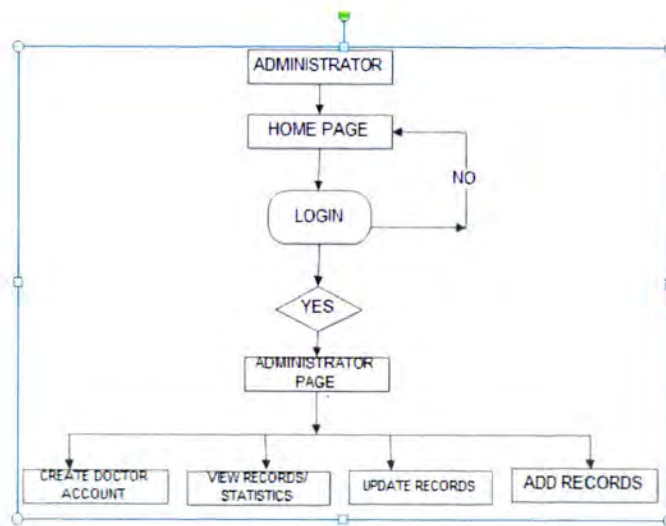 ADMINISTRATOR
HOME PAGE
NO
LOGIN
YES
ADMINISTRATOR
PAGE
CREATE DOCTOR
ACCOUNT
VIEW RECORDS/
STATISTICS
UPDATE RECORDS
ADD RECORDS